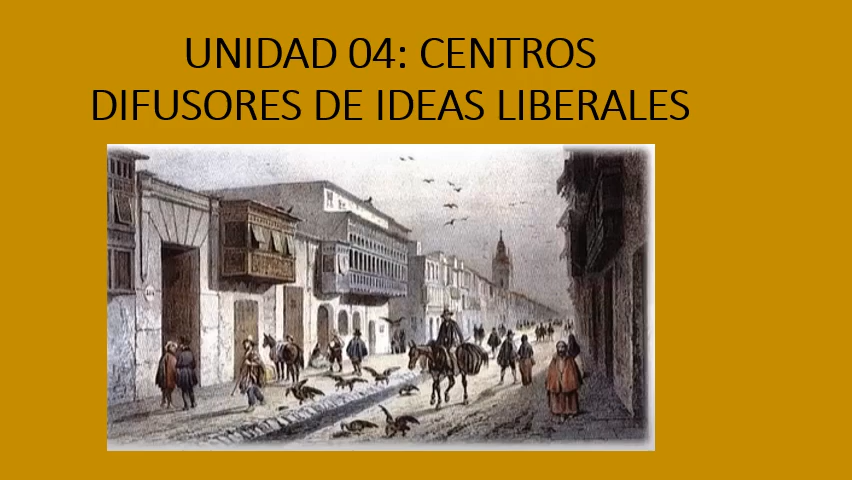 UNIDAD 04: CENTROS
DIFUSORES DE IDEAS LIBERALES